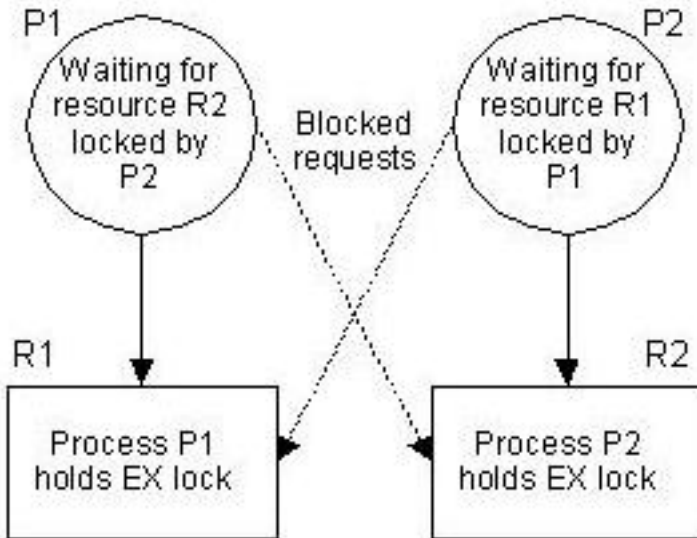 P1
Waiting for
resource R2
locked by
P2
P2
Waiting for
resource R1
locked by
P1
Blocked
requests
R1
Process P1
holds EX lock
R2
Process P2
holds EX lock